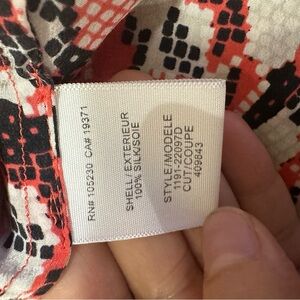 RN# 105230 CA# 19371
SHELL/EXTERIEUR
100% SILK/SOIE
STYLE/MODELE
1191-22097D
CUT/COUPE
409843